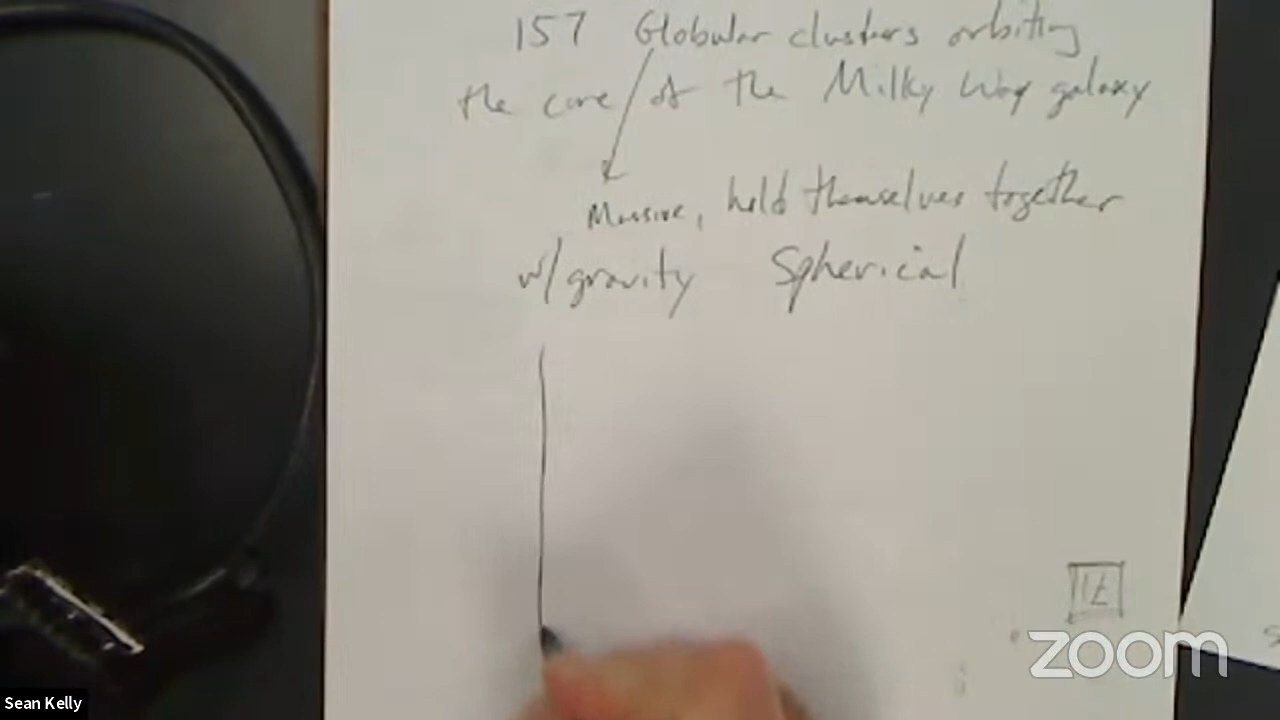 157 Globular clusters orbiting
the core of the Milky Way galaxy
Massive, hold themselves together
w/gravity Spherical
zoom
Sean Kelly